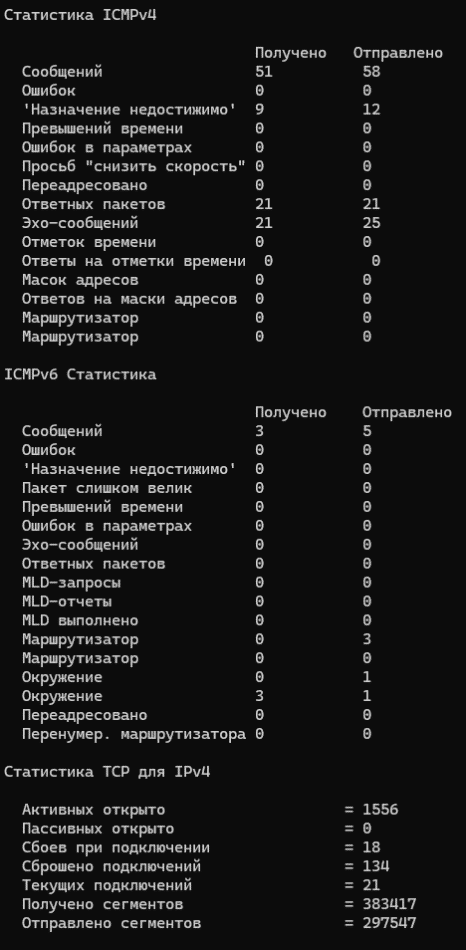 Статистика ICMPv4
Получено Отправлено
Сообщений 51 58
Ошибок 0 0
'Назначение недостижимо' 9 12
Превышений времени 0 0
Ошибок в параметрах 0 0
Просьб "снизить скорость" 0 0
Переадресовано 0 0
Ответных пакетов 21 21
Эхо-сообщений 21 25
Отметок времени 0 0
Ответы на отметки времени 0 0
Масок адресов 0 0
Ответов на маски адресов 0 0
Маршрутизатор 0 0
Маршрутизатор 0 0
ICMPv6 Статистика
Получено Отправлено
Сообщений 3 5
Ошибок 0 0
'Назначение недостижимо' 0 0
Пакет слишком велик 0 0
Превышений времени 0 0
Ошибок в параметрах 0 0
Эхо-сообщений 0 0
Ответных пакетов 0 0
MLD-запросы 0 0
MLD-отчеты 0 0
MLD выполнено 0 0
Маршрутизатор 0 3
Маршрутизатор 0 0
Окружение 0 1
Окружение 3 1
Переадресовано 0 0
Перенумер. маршрутизатора 0 0
Статистика TCP для IPv4
Активных открыто = 1556
Пассивных открыто = 0
Сбоев при подключении = 18
Сброшено подключений = 134
Текущих подключений = 21
Получено сегментов = 383417
Отправлено сегментов = 297547